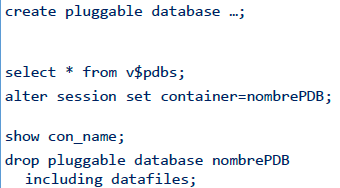 create pluggable database …;
select * from v$pdbs;
alter session set container=nombrePDB;
show con_name;
drop pluggable database nombrePDB
including datafiles;